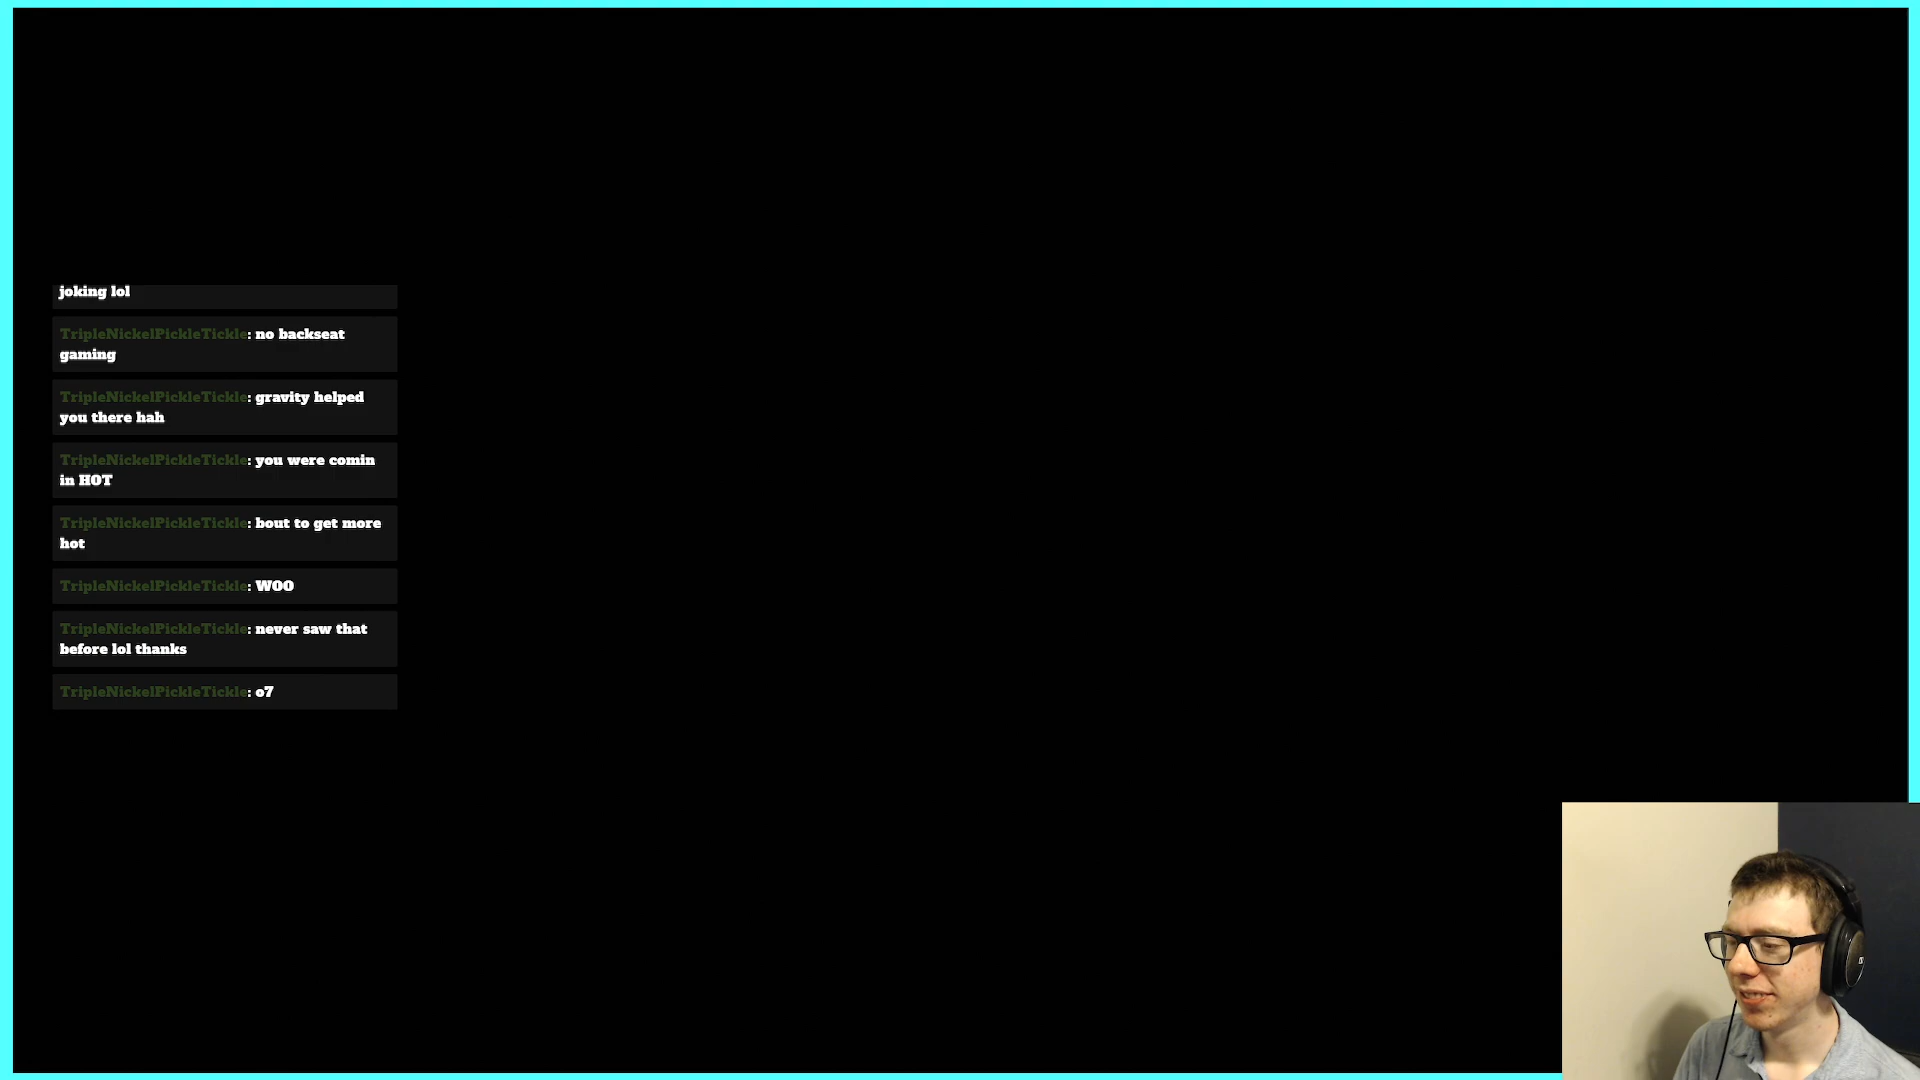 joking lol
TripleNickelPickleTickle: no backseat
gaming
TripleNickelPickleTickle: gravity helped
you there hah
TripleNickelPickleTickle: you were comin
in HOT
TripleNickelPickleTickle: bout to get more
hot
TripleNickelPickleTickle: WOO
TripleNickelPickleTickle: never saw that
before lol thanks
TripleNickelPickleTickle: o7